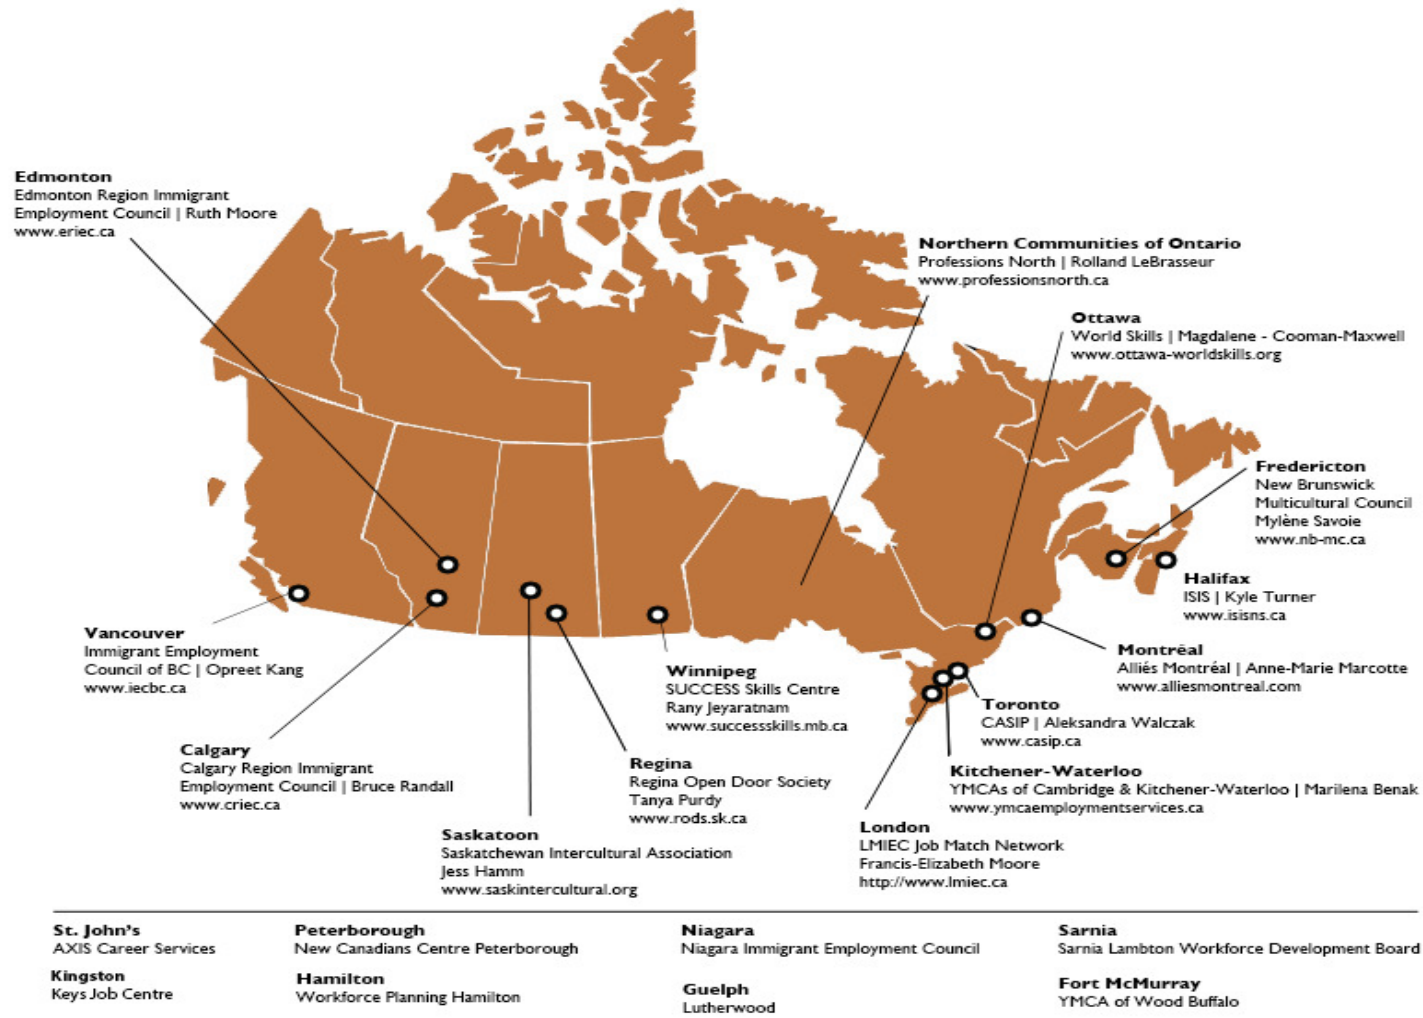 Edmonton
Edmonton Region Immigrant
Employment Council | Ruth Moore
www.eriec.ca
Northern Communities of Ontario
Professions North | Rolland LeBrasseur
www.professionsnorth.ca
Ottawa
World Skills | Magdalene - Cooman-Maxwell
www.ottawa-worldskills.org
Fredericton
New Brunswick
Multicultural Council
Mylène Savoie
www.nb-mc.ca
Halifax
ISIS | Kyle Turner
www.isisns.ca
Vancouver
Immigrant Employment
Council of BC | Opreet Kang
www.iecbc.ca
Montréal
Alliés Montréal | Anne-Marie Marcotte
www.alliesmontreal.com
Winnipeg
SUCCESS Skills Centre
Rany Jeyaratnam
www.successskills.mb.ca
Toronto
CASIP | Aleksandra Walczak
www.casip.ca
Calgary
Calgary Region Immigrant
Employment Council | Bruce Randall
www.criec.ca
Regina
Regina Open Door Society
Tanya Purdy
www.rods.sk.ca
Kitchener-Waterloo
YMCAs of Cambridge & Kitchener-Waterloo | Marilena Benak
www.ymcaemploymentservices.ca
Saskatoon
Saskatchewan Intercultural Association
Jess Hamm
www.saskintercultural.org
London
LMIEC Job Match Network
Francis-Elizabeth Moore
http://www.lmiec.ca
St. John's
AXIS Career Services
Peterborough
New Canadians Centre Peterborough
Niagara
Niagara Immigrant Employment Council
Sarnia
Sarnia Lambton Workforce Development Board
Kingston
Keys Job Centre
Hamilton
Workforce Planning Hamilton
Guelph
Lutherwood
Fort McMurray
YMCA of Wood Buffalo